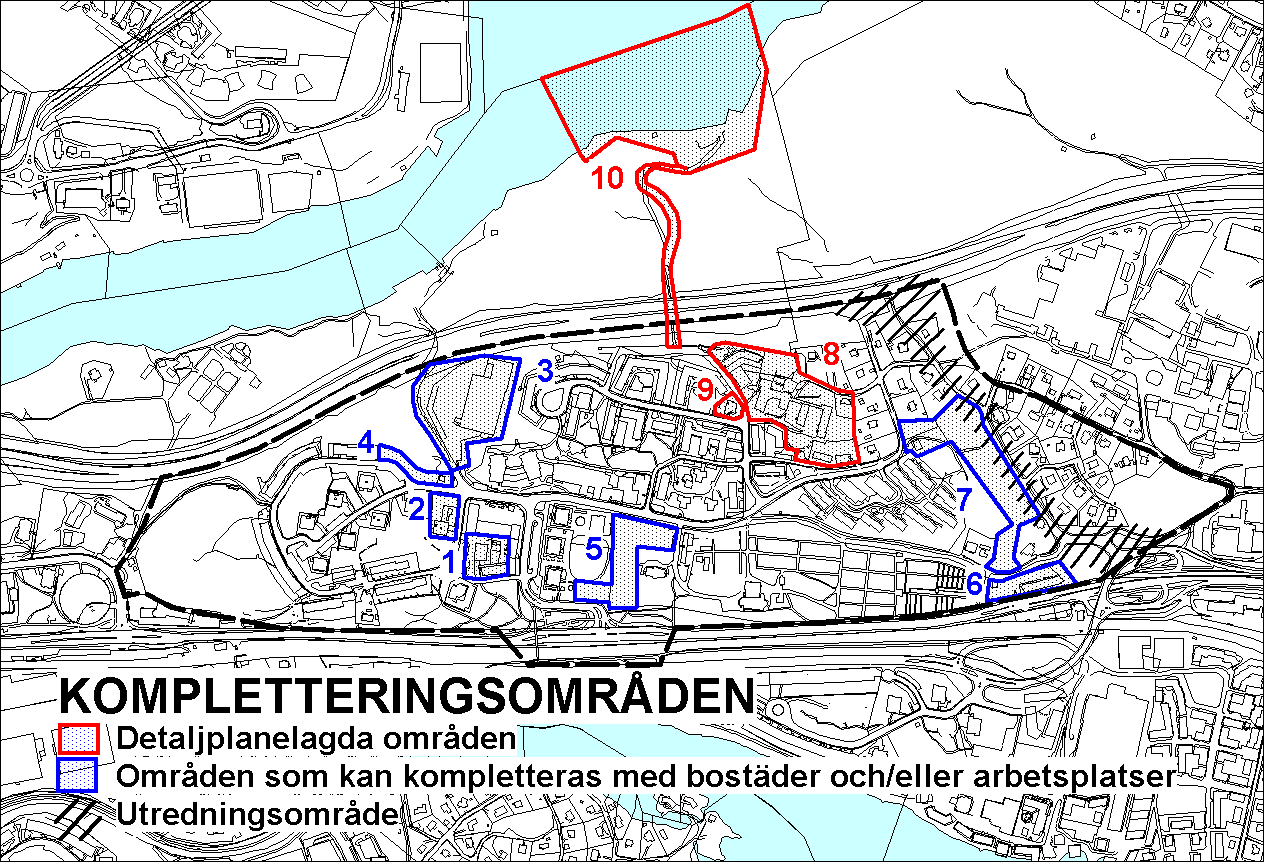 10
8
3
9
4
7
2
5
1
6
KOMPLETTERINGSOMRÅDEN
Detaljplanelagda områden
Områden som kan kompletteras med bostäder och/eller arbetsplatser
Utredningsområde